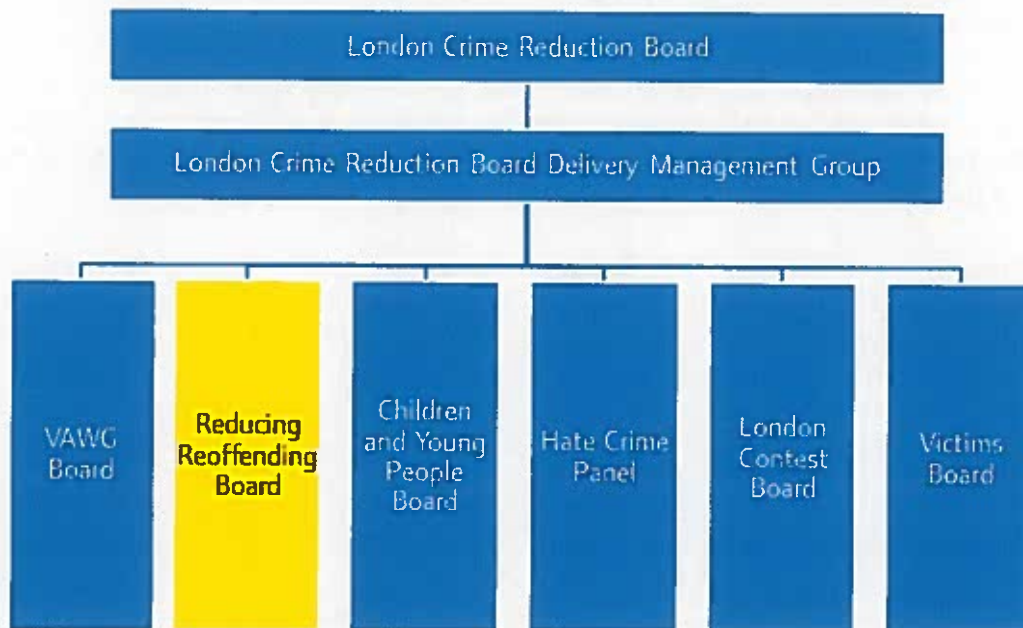 London Crime Reduction Board
London Crime Reduction Board Delivery Management Group
VAWG
Board
Reducing
Reoffending
Board
Children
and Young
People
Board
Hate Crime
Panel
London
Contest
Board
Victims
Board